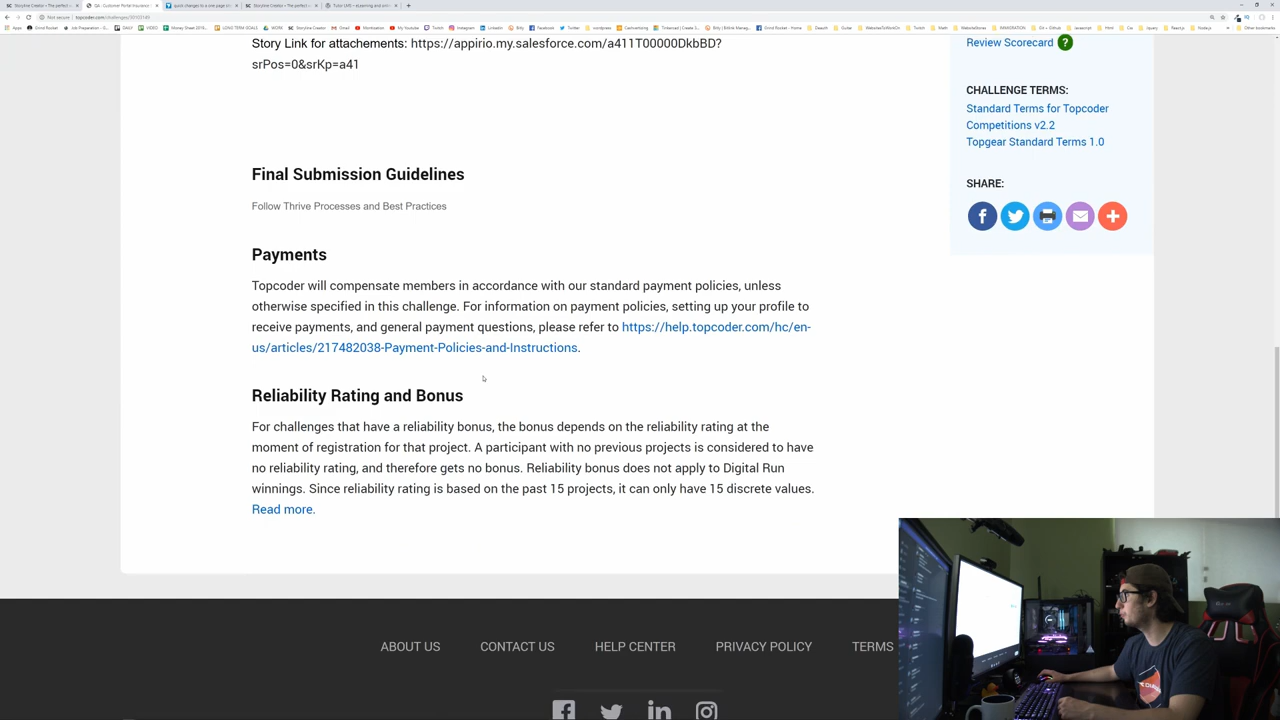 Not secure | topcoder.com/challenges/30102149
Story Link for attachements: https://appirio.my.salesforce.com/a411T00000DkbBD?
srPos=0&srKp=a41
Final Submission Guidelines
Follow Thrive Processes and Best Practices
Payments
Topcoder will compensate members in accordance with our standard payment policies, unless
otherwise specified in this challenge. For information on payment policies, setting up your profile to
receive payments, and general payment questions, please refer to https://help.topcoder.com/hc/en-
us/articles/217482038-Payment-Policies-and-Instructions.
Reliability Rating and Bonus
For challenges that have a reliability bonus, the bonus depends on the reliability rating at the
moment of registration for that project. A participant with no previous projects is considered to have
no reliability rating, and therefore gets no bonus. Reliability bonus does not apply to Digital Run
winnings. Since reliability rating is based on the past 15 projects, it can only have 15 discrete values.
Read more.
Review Scorecard ?
CHALLENGE TERMS:
Standard Terms for Topcoder
Competitions v2.2
Topgear Standard Terms 1.0
SHARE:
ABOUT US
CONTACT US
HELP CENTER
PRIVACY POLICY
TERMS